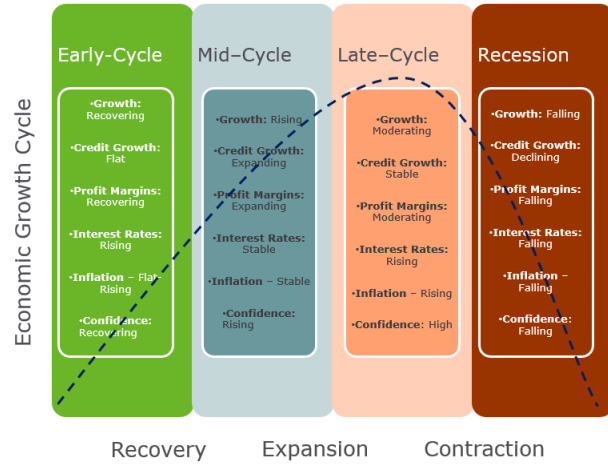 Economic Growth Cycle
Early-Cycle
•Growth:
Recovering
•Credit Growth:
Flat
•Profit Margins:
Recovering
•Interest Rates:
Rising
•Inflation – Flat-
Rising
•Confidence:
Recovering
Mid–Cycle
•Growth: Rising
•Credit Growth:
Expanding
•Profit Margins:
Expanding
•Interest Rates:
Stable
•Inflation – Stable
•Confidence:
Rising
Late–Cycle
•Growth:
Moderating
•Credit Growth:
Stable
•Profit Margins:
Moderating
•Interest Rates:
Rising
•Inflation – Rising
•Confidence: High
Recession
•Growth: Falling
•Credit Growth:
Declining
•Profit Margins:
Falling
•Interest Rates:
Falling
•Inflation –
Falling
•Confidence:
Falling
Recovery
Expansion
Contraction